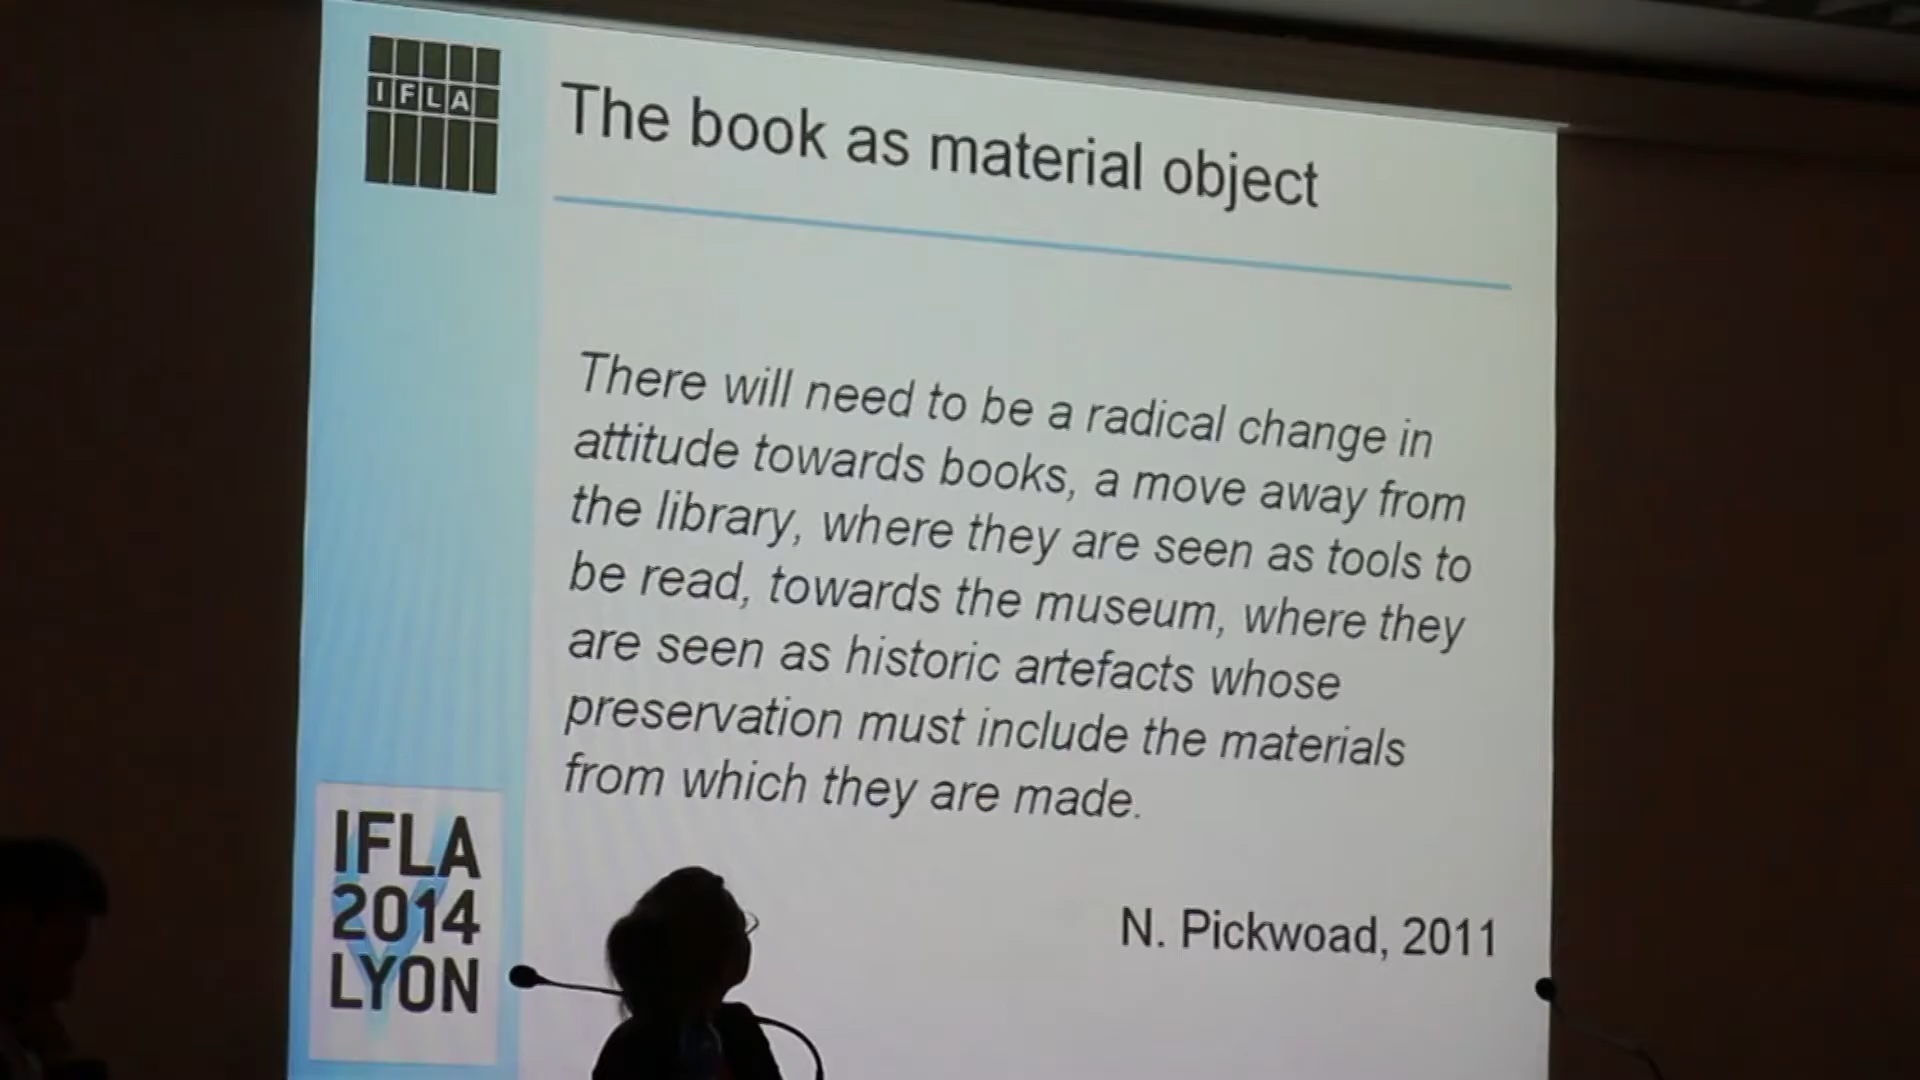 IFLA
The book as material object
There will need to be a radical change in
attitude towards books, a move away from
the library, where they are seen as tools to
be read, towards the museum, where they
are seen as historic artefacts whose
preservation must include the materials
from which they are made.
N. Pickwoad, 2011
IFLA
2014
LYON